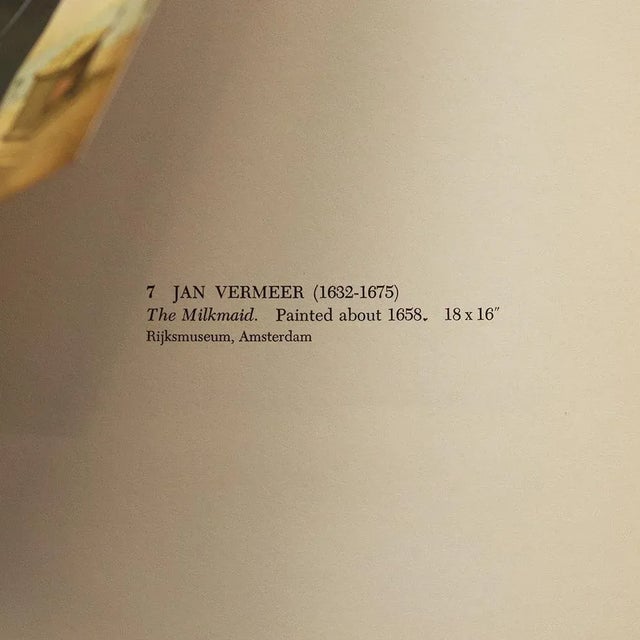 7 JAN VERMEER (1632-1675)
The Milkmaid. Painted about 1658. 18 x 16″
Rijksmuseum, Amsterdam